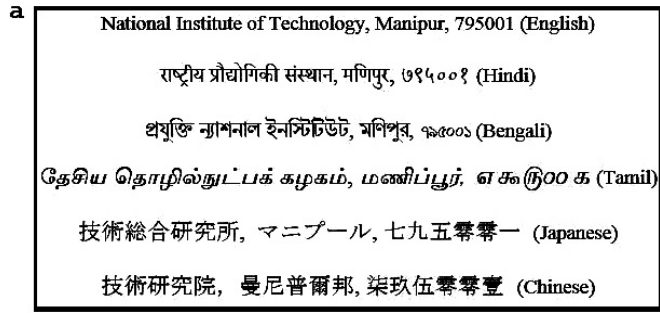 a
National Institute of Technology, Manipur, 795001 (English)
राष्ट्रीय प्रौद्योगिकी संस्थान, मणिपुर, ७९५००१ (Hindi)
প্রযুক্তি ন্যাশনাল ইনস্টিটিউট, মণিপুর, ৭৯৫০০১ (Bengali)
தேசிய தொழில்நுட்பக் கழகம், மணிப்பூர், ௭௯௫00௧ (Tamil)
技術総合研究所, マニプール, 七九五零零一 (Japanese)
技術研究院, 曼尼普爾邦, 柒玖伍零零壹 (Chinese)